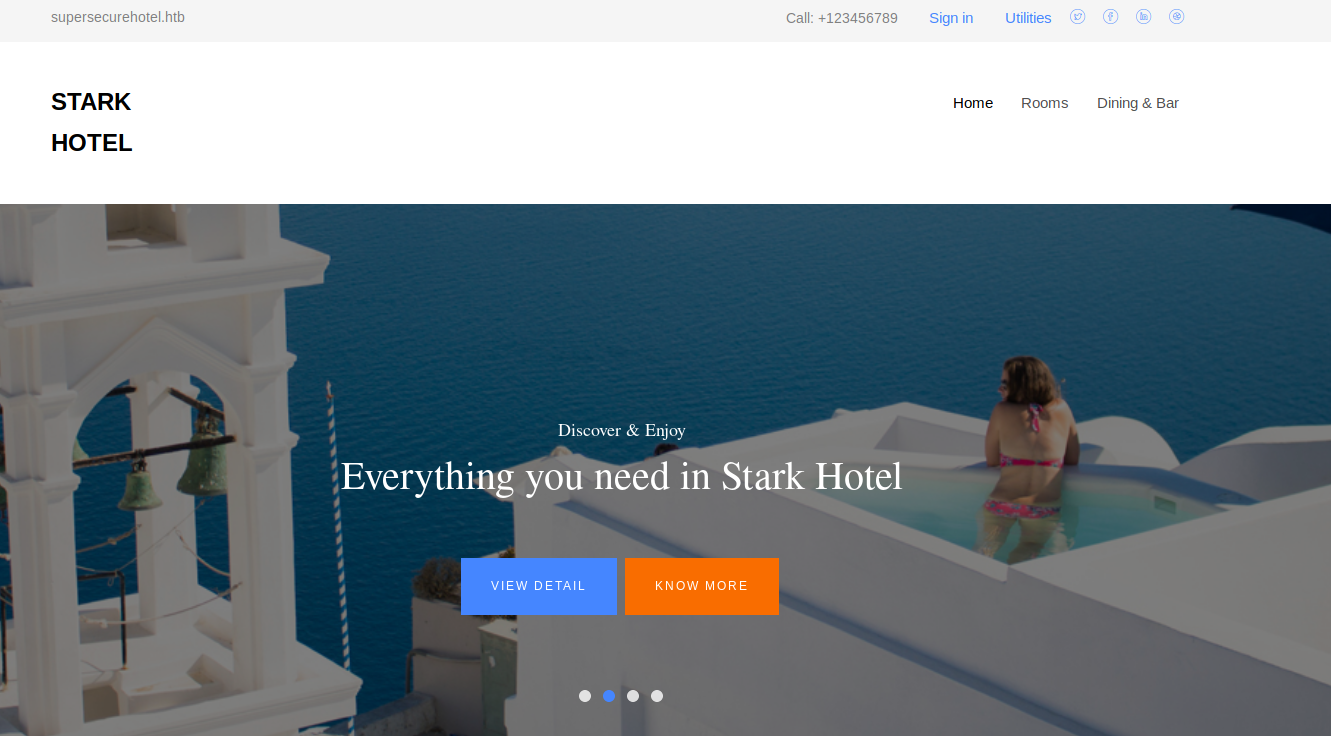 supersecurehotel.htb
Call: +123456789 Sign in Utilities
STARK
HOTEL
Home Rooms Dining & Bar
Discover & Enjoy
Everything you need in Stark Hotel
VIEW DETAIL KNOW MORE